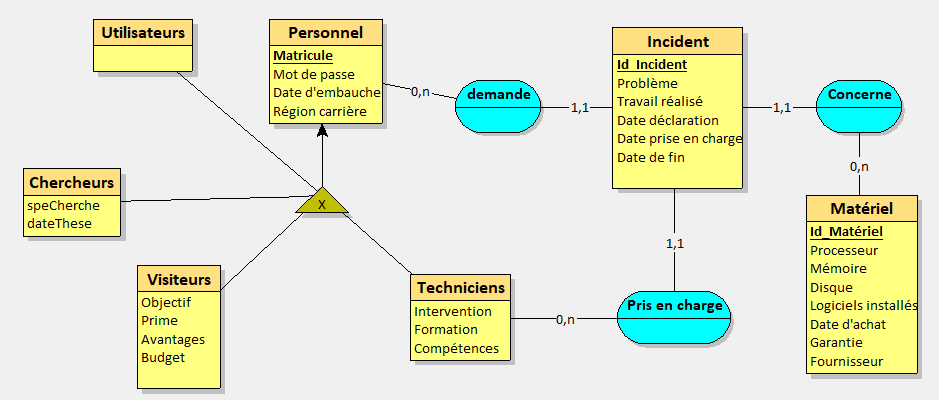 Utilisateurs
Personnel
Matricule
Mot de passe
Date d'embauche
Région carrière
0,n
demande
1,1
Incident
Id_Incident
Problème
Travail réalisé
Date déclaration
Date prise en charge
Date de fin
1,1
Concerne
0,n
Chercheurs
speCherche
dateThese
X
Matériel
Id_Matériel
Processeur
Mémoire
Disque
Logiciels installés
Date d'achat
Garantie
Fournisseur
1,1
Visiteurs
Objectif
Prime
Avantages
Budget
Techniciens
Intervention
Formation
Compétences
0,n
Pris en charge